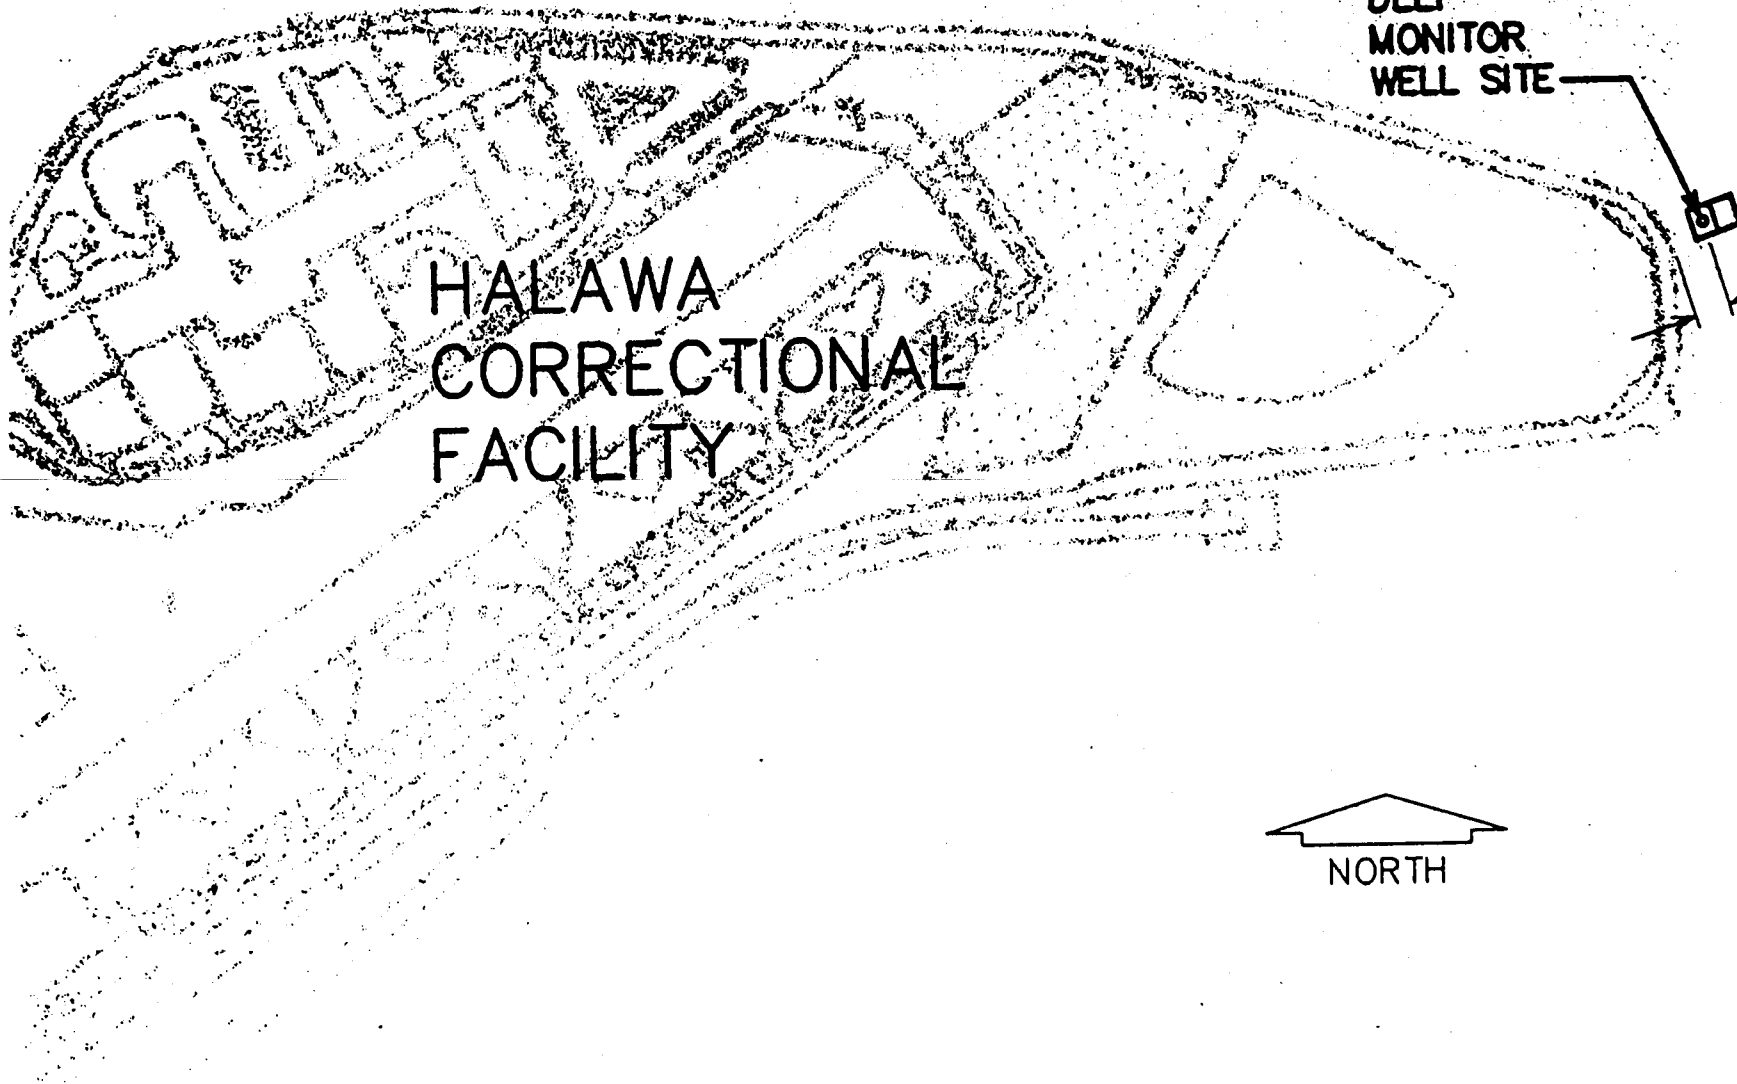 MONITOR
WELL SITE
HALAWA
CORRECTIONAL
FACILITY
NORTH